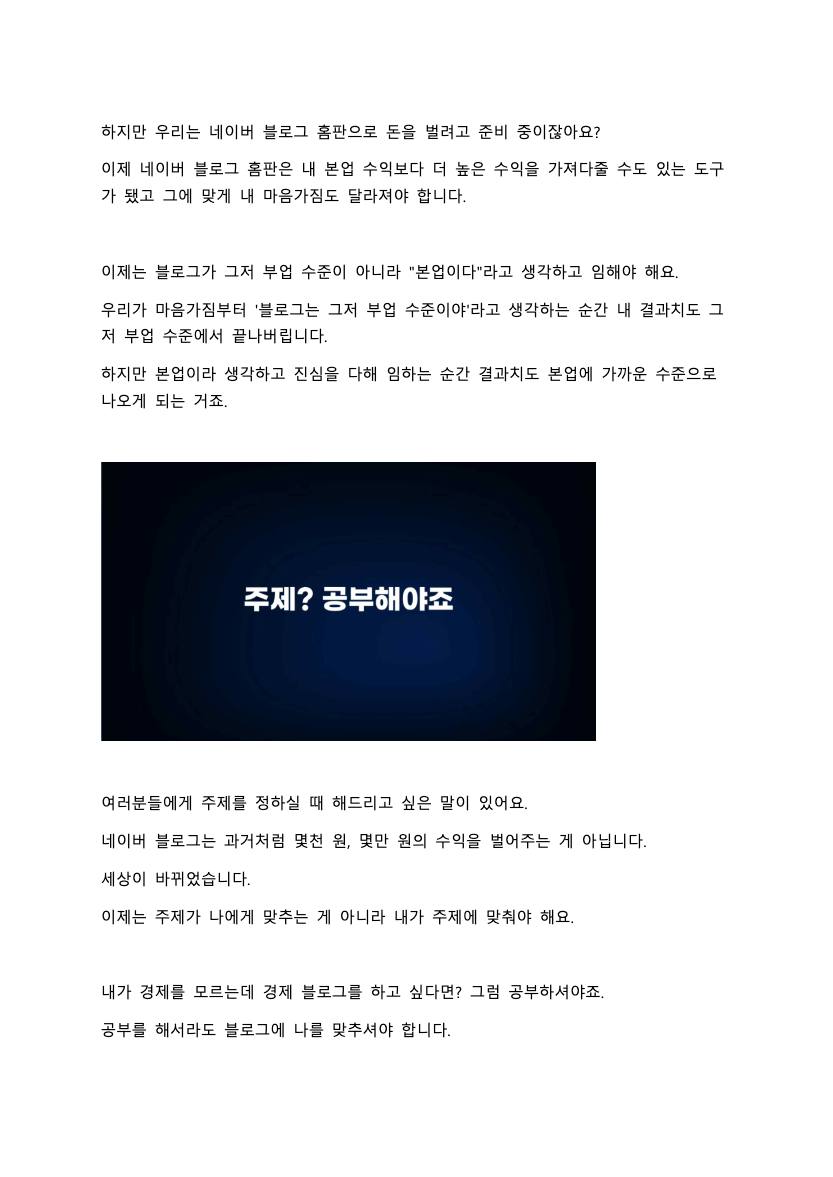 하지만 우리는 네이버 블로그 홈판으로 돈을 벌려고 준비 중이잖아요?
이제 네이버 블로그 홈판은 내 본업 수익보다 더 높은 수익을 가져다줄 수도 있는 도구
가 됐고 그에 맞게 내 마음가짐도 달라져야 합니다.
이제는 블로그가 그저 부업 수준이 아니라 "본업이다"라고 생각하고 임해야 해요.
우리가 마음가짐부터 '블로그는 그저 부업 수준이야'라고 생각하는 순간 내 결과치도 그
저 부업 수준에서 끝나버립니다.
하지만 본업이라 생각하고 진심을 다해 임하는 순간 결과치도 본업에 가까운 수준으로
나오게 되는 거죠.
주제? 공부해야죠
여러분들에게 주제를 정하실 때 해드리고 싶은 말이 있어요.
네이버 블로그는 과거처럼 몇천 원, 몇만 원의 수익을 벌어주는 게 아닙니다.
세상이 바뀌었습니다.
이제는 주제가 나에게 맞추는 게 아니라 내가 주제에 맞춰야 해요.
내가 경제를 모르는데 경제 블로그를 하고 싶다면? 그럼 공부하셔야죠.
공부를 해서라도 블로그에 나를 맞추셔야 합니다.